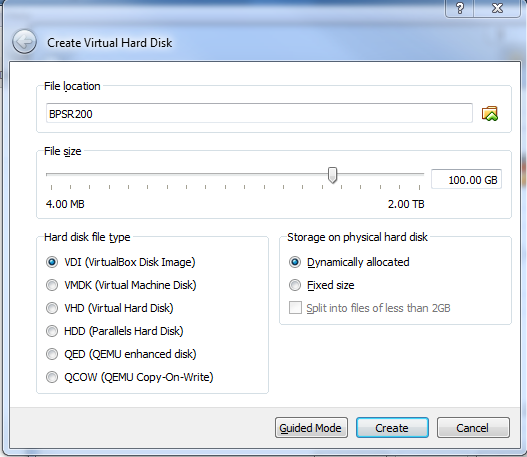 ?
Create Virtual Hard Disk
File location
BPSR200
File size
100.00 GB
4.00 MB 2.00 TB
Hard disk file type
VDI (VirtualBox Disk Image)
VMDK (Virtual Machine Disk)
VHD (Virtual Hard Disk)
HDD (Parallels Hard Disk)
QED (QEMU enhanced disk)
QCOW (QEMU Copy-On-Write)
Storage on physical hard disk
Dynamically allocated
Fixed size
Split into files of less than 2GB
Guided Mode Create Cancel